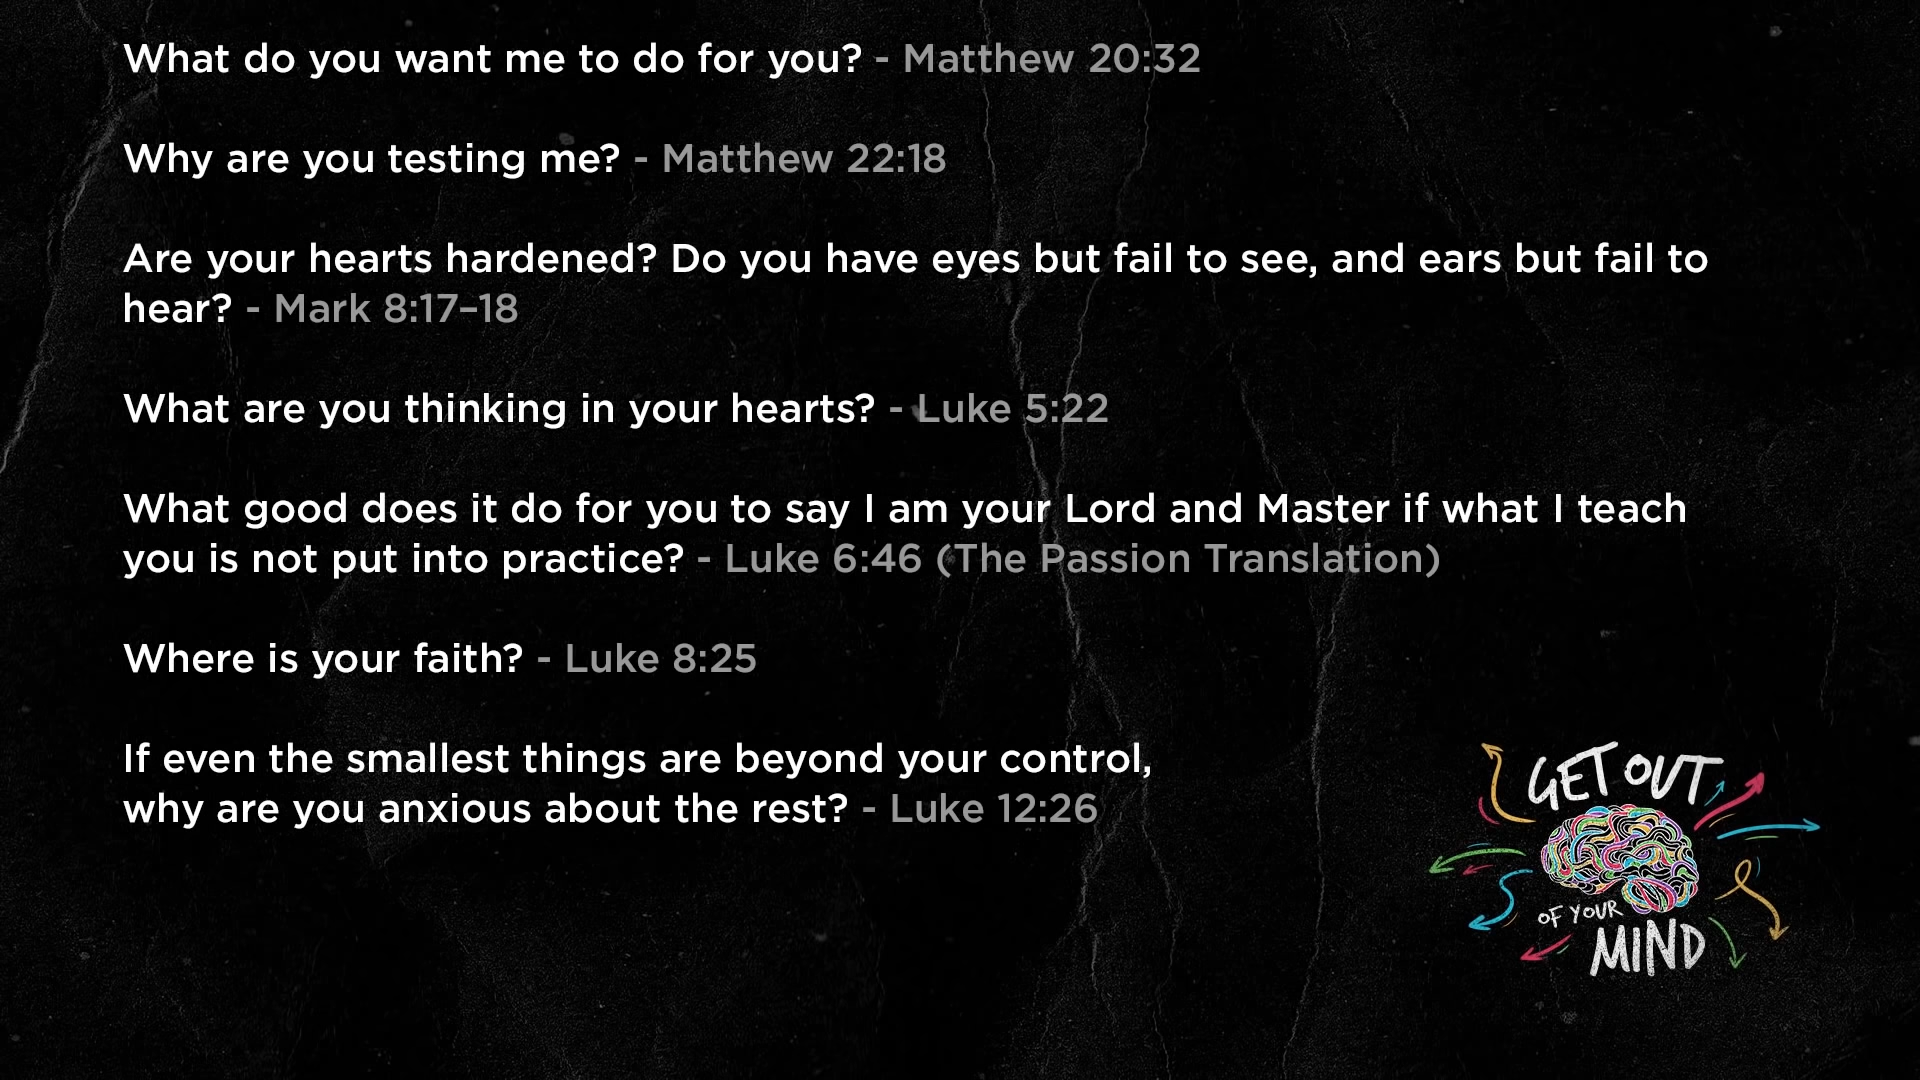 What do you want me to do for you? - Matthew 20:32
Why are you testing me? - Matthew 22:18
Are your hearts hardened? Do you have eyes but fail to see, and ears but fail to
hear? - Mark 8:17–18
What are you thinking in your hearts? - Luke 5:22
What good does it do for you to say I am your Lord and Master if what I teach
you is not put into practice? - Luke 6:46 (The Passion Translation)
Where is your faith? - Luke 8:25
If even the smallest things are beyond your control,
why are you anxious about the rest? - Luke 12:26
GET OUT
OF YOUR
MIND